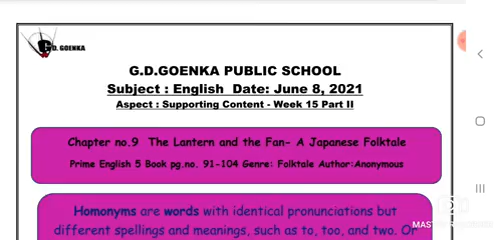 G.D. GOENKA
G.D.GOENKA PUBLIC SCHOOL
Subject : English  Date: June 8, 2021
Aspect : Supporting Content - Week 15 Part II
Chapter no.9  The Lantern and the Fan- A Japanese Folktale
Prime English 5 Book pg.no. 91-104 Genre: Folktale Author:Anonymous
Homonyms are words with identical pronunciations but
different spellings and meanings, such as to, too, and two. Or